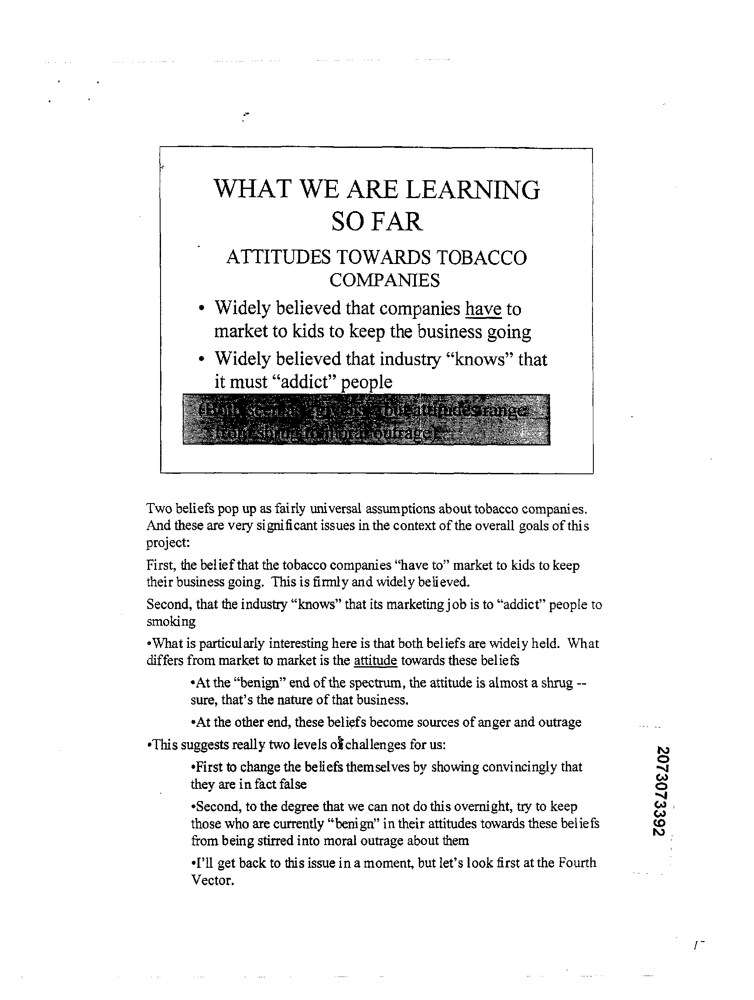 WHAT WE ARE LEARNING
SO FAR
ATTITUDES TOWARDS TOBACCO
COMPANIES
• Widely believed that companies have to
market to kids to keep the business going
• Widely believed that industry “knows” that
it must “addict” people
(Both but attitudes range
from shrug to moral outrage)
Two beliefs pop up as fairly universal assumptions about tobacco companies.
And these are very significant issues in the context of the overall goals of this
project:
First, the belief that the tobacco companies “have to” market to kids to keep
their business going. This is firmly and widely believed.
Second, that the industry “knows” that its marketing job is to “addict” people to
smoking
•What is particularly interesting here is that both beliefs are widely held. What
differs from market to market is the attitude towards these beliefs
•At the “benign” end of the spectrum, the attitude is almost a shrug --
sure, that's the nature of that business.
•At the other end, these beliefs become sources of anger and outrage
•This suggests really two levels of challenges for us:
•First to change the beliefs themselves by showing convincingly that
they are in fact false
•Second, to the degree that we can not do this overnight, try to keep
those who are currently “benign” in their attitudes towards these beliefs
from being stirred into moral outrage about them
•I'll get back to this issue in a moment, but let's look first at the Fourth
Vector.
2073073392